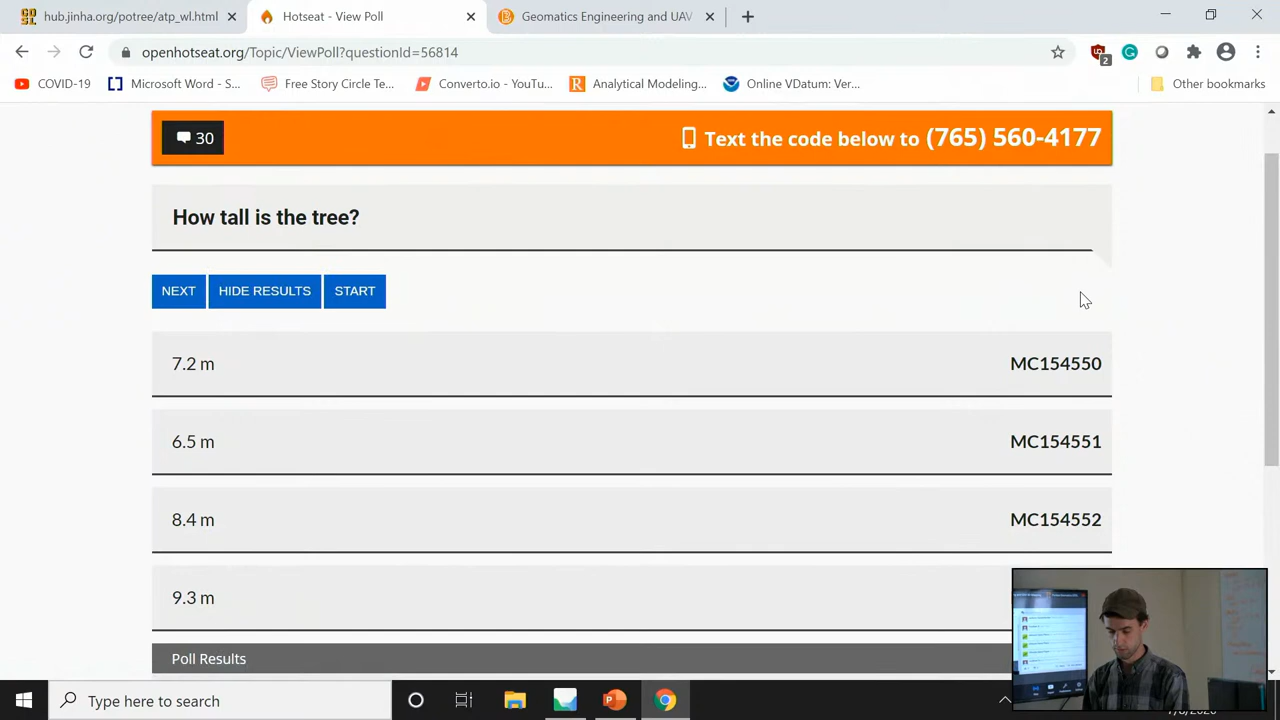 hub.jinha.org/potree/atp_wl.html
Hotseat - View Poll
Geomatics Engineering and UAV
openhotseat.org/Topic/ViewPoll?questionId=56814
2
COVID-19
Microsoft Word - S...
Free Story Circle Te...
Converto.io - YouTu...
Analytical Modeling...
Online VDatum: Ver...
Other bookmarks
30
Text the code below to (765) 560-4177
How tall is the tree?
NEXT
HIDE RESULTS
START
7.2 m MC154550
6.5 m MC154551
8.4 m MC154552
9.3 m
Poll Results
Type here to search